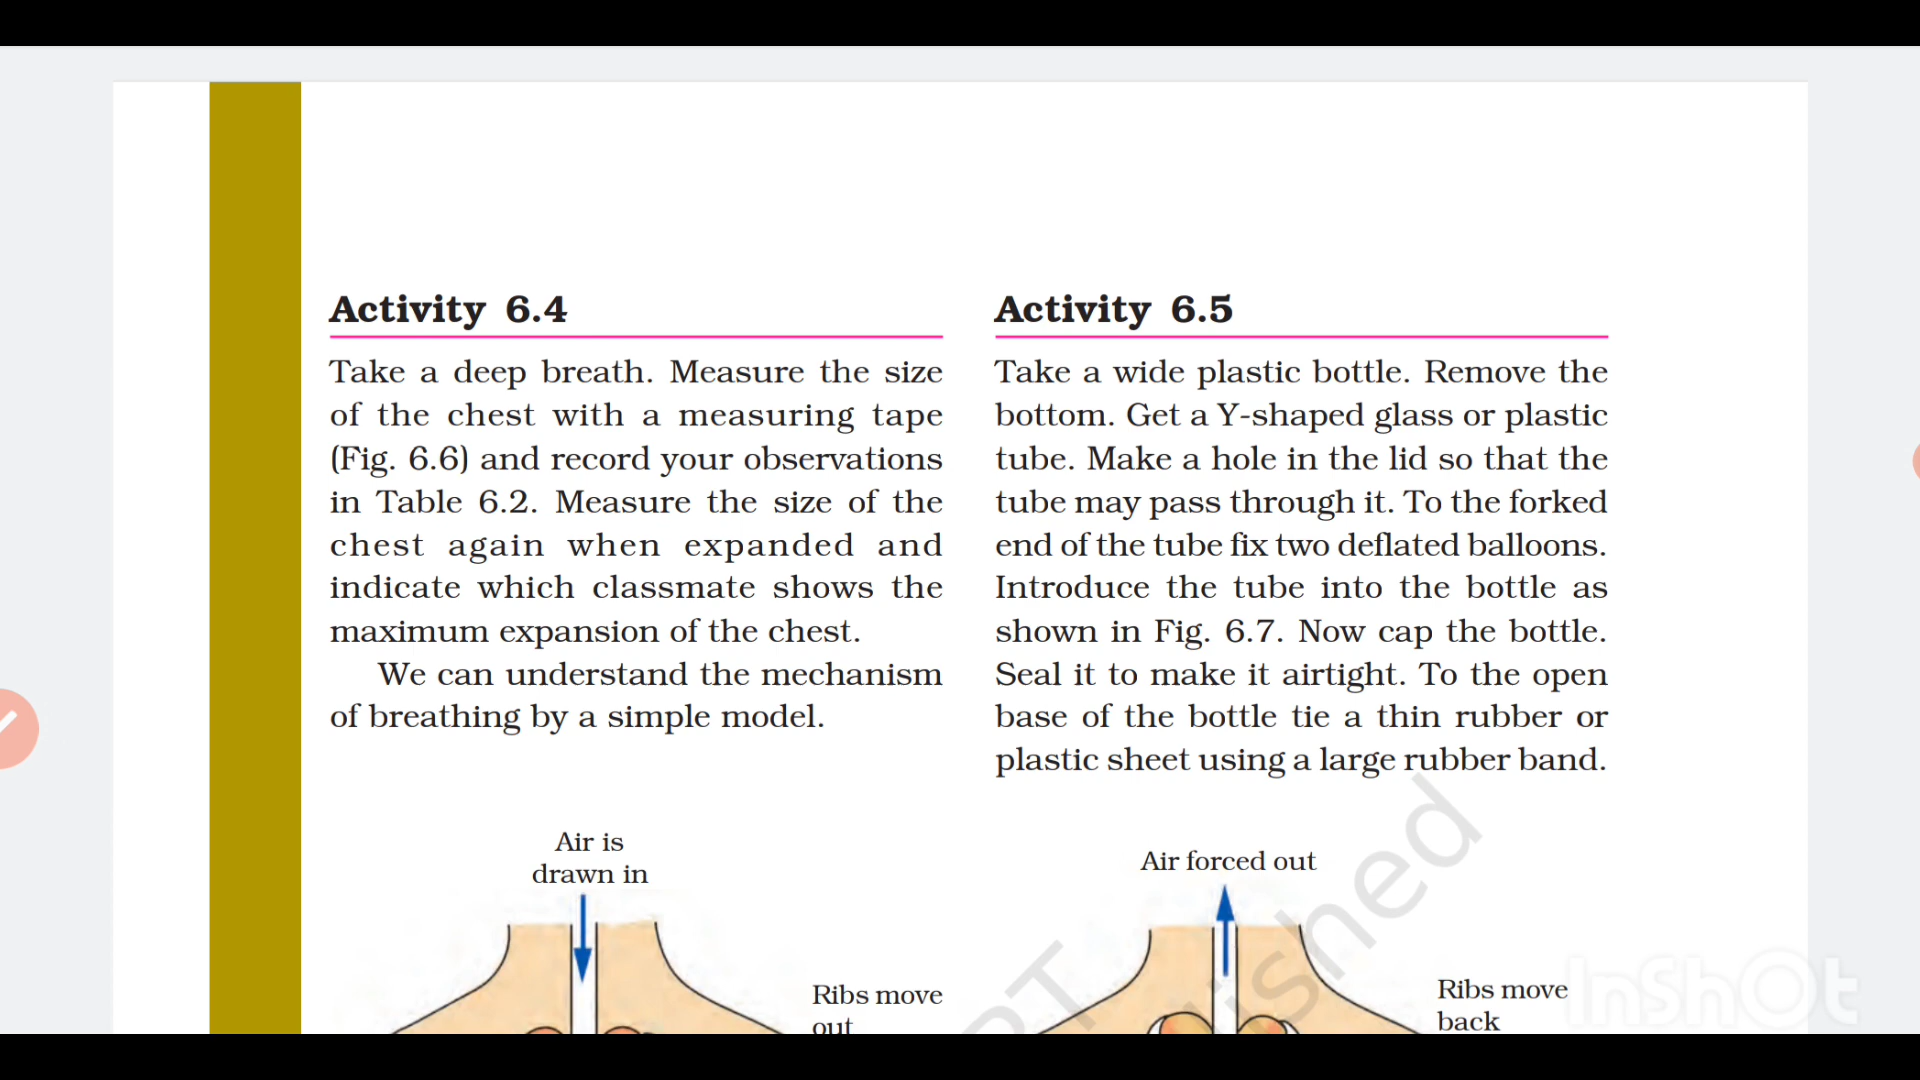 Activity 6.4
Take a deep breath. Measure the size
of the chest with a measuring tape
(Fig. 6.6) and record your observations
in Table 6.2. Measure the size of the
chest again when expanded and
indicate which classmate shows the
maximum expansion of the chest.
We can understand the mechanism
of breathing by a simple model.
Activity 6.5
Take a wide plastic bottle. Remove the
bottom. Get a Y-shaped glass or plastic
tube. Make a hole in the lid so that the
tube may pass through it. To the forked
end of the tube fix two deflated balloons.
Introduce the tube into the bottle as
shown in Fig. 6.7. Now cap the bottle.
Seal it to make it airtight. To the open
base of the bottle tie a thin rubber or
plastic sheet using a large rubber band.
Air is
drawn in
Ribs move
out
Air forced out
Ribs move
back
InShOt